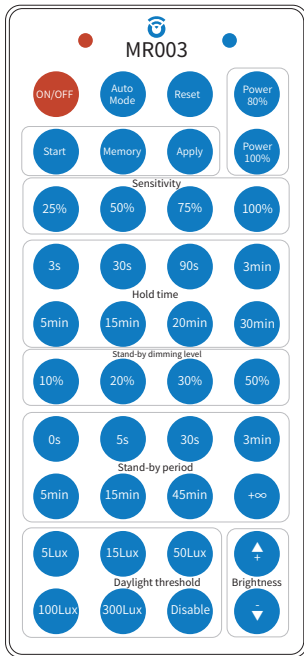 MR003
ON/OFF
Auto
Mode
Reset
Power
80%
Start
Memory
Apply
Power
100%
Sensitivity
25% 50% 75% 100%
3s 30s 90s 3min
Hold time
5min 15min 20min 30min
Stand-by dimming level
10% 20% 30% 50%
0s 5s 30s 3min
Stand-by period
5min 15min 45min +∞
5Lux 15Lux 50Lux +
Daylight threshold Brightness
100Lux 300Lux Disable -